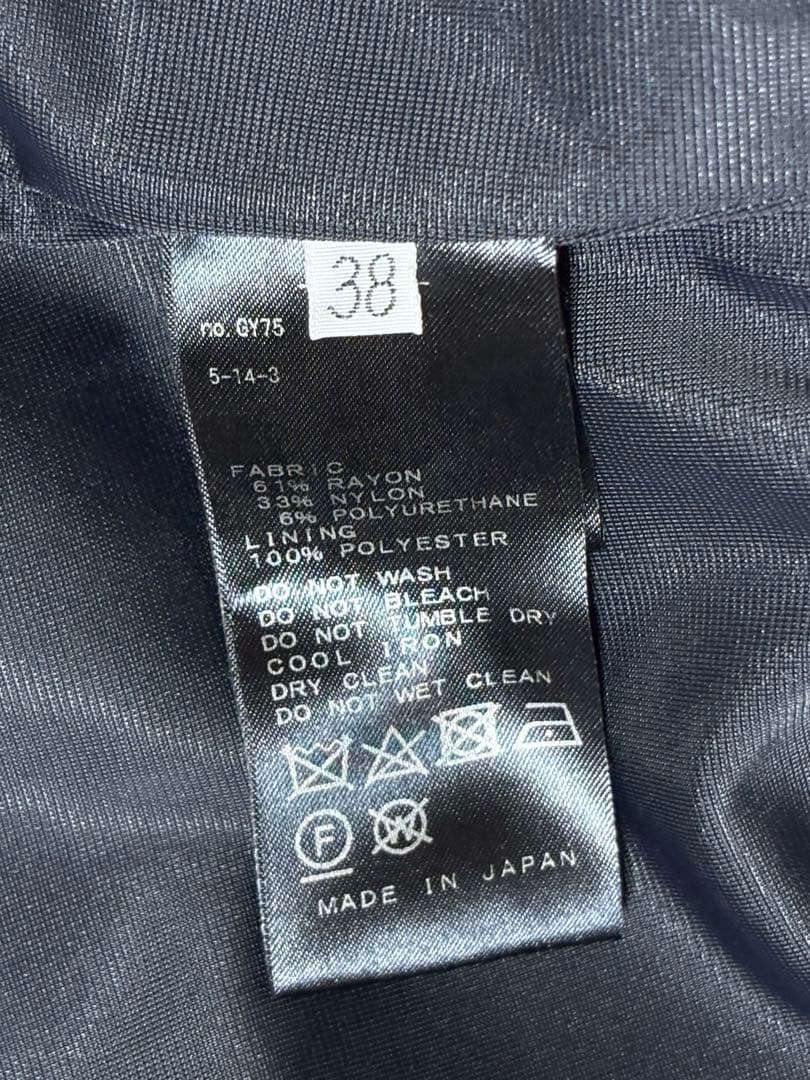 38
no.GY75
5-14-3
FABRIC
61% RAYON
33% NYLON
6% POLYURETHANE
LINING
100% POLYESTER
DO NOT WASH
DO NOT BLEACH
DO NOT TUMBLE DRY
COOL IRON
DRY CLEAN
DO NOT WET CLEAN
F W
MADE IN JAPAN